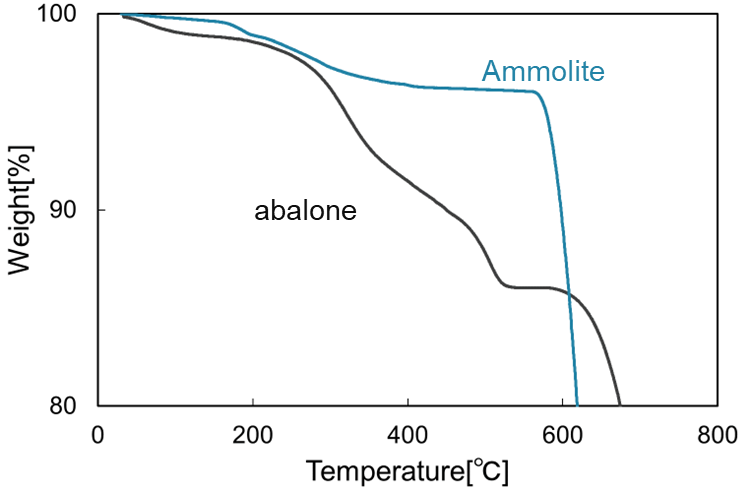 100
Ammolite
Weight[%]
90
abalone
80
0 200 400 600 800
Temperature[℃]